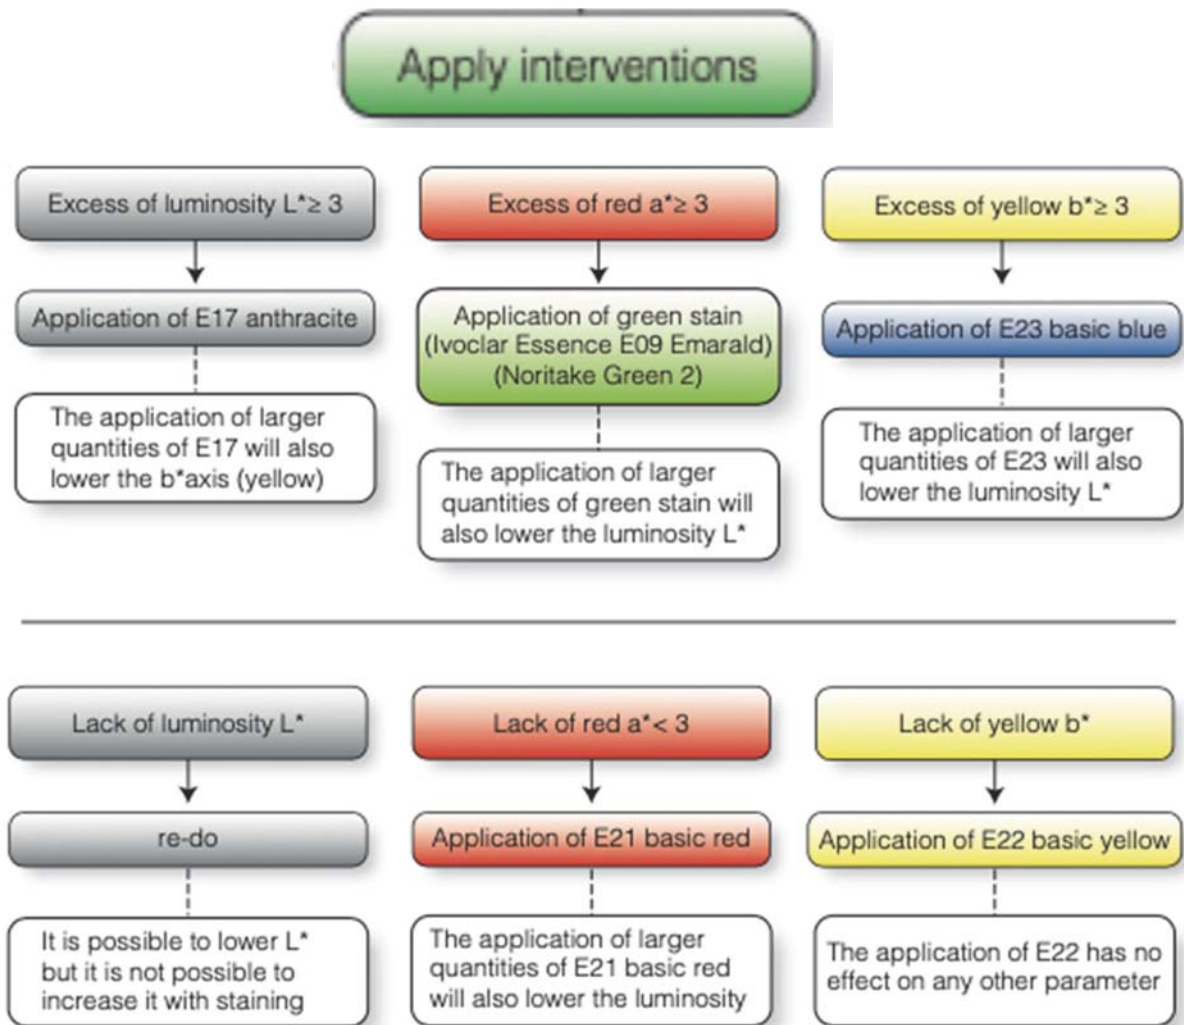 Apply interventions
Excess of luminosity L*≥ 3
Application of E17 anthracite
The application of larger
quantities of E17 will also
lower the b*axis (yellow)
Excess of red a*≥ 3
Application of green stain
(Ivoclar Essence E09 Emarald)
(Noritake Green 2)
The application of larger
quantities of green stain will
also lower the luminosity L*
Excess of yellow b*≥ 3
Application of E23 basic blue
The application of larger
quantities of E23 will also
lower the luminosity L*
Lack of luminosity L*
re-do
It is possible to lower L*
but it is not possible to
increase it with staining
Lack of red a*< 3
Application of E21 basic red
The application of larger
quantities of E21 basic red
will also lower the luminosity
Lack of yellow b*
Application of E22 basic yellow
The application of E22 has no
effect on any other parameter